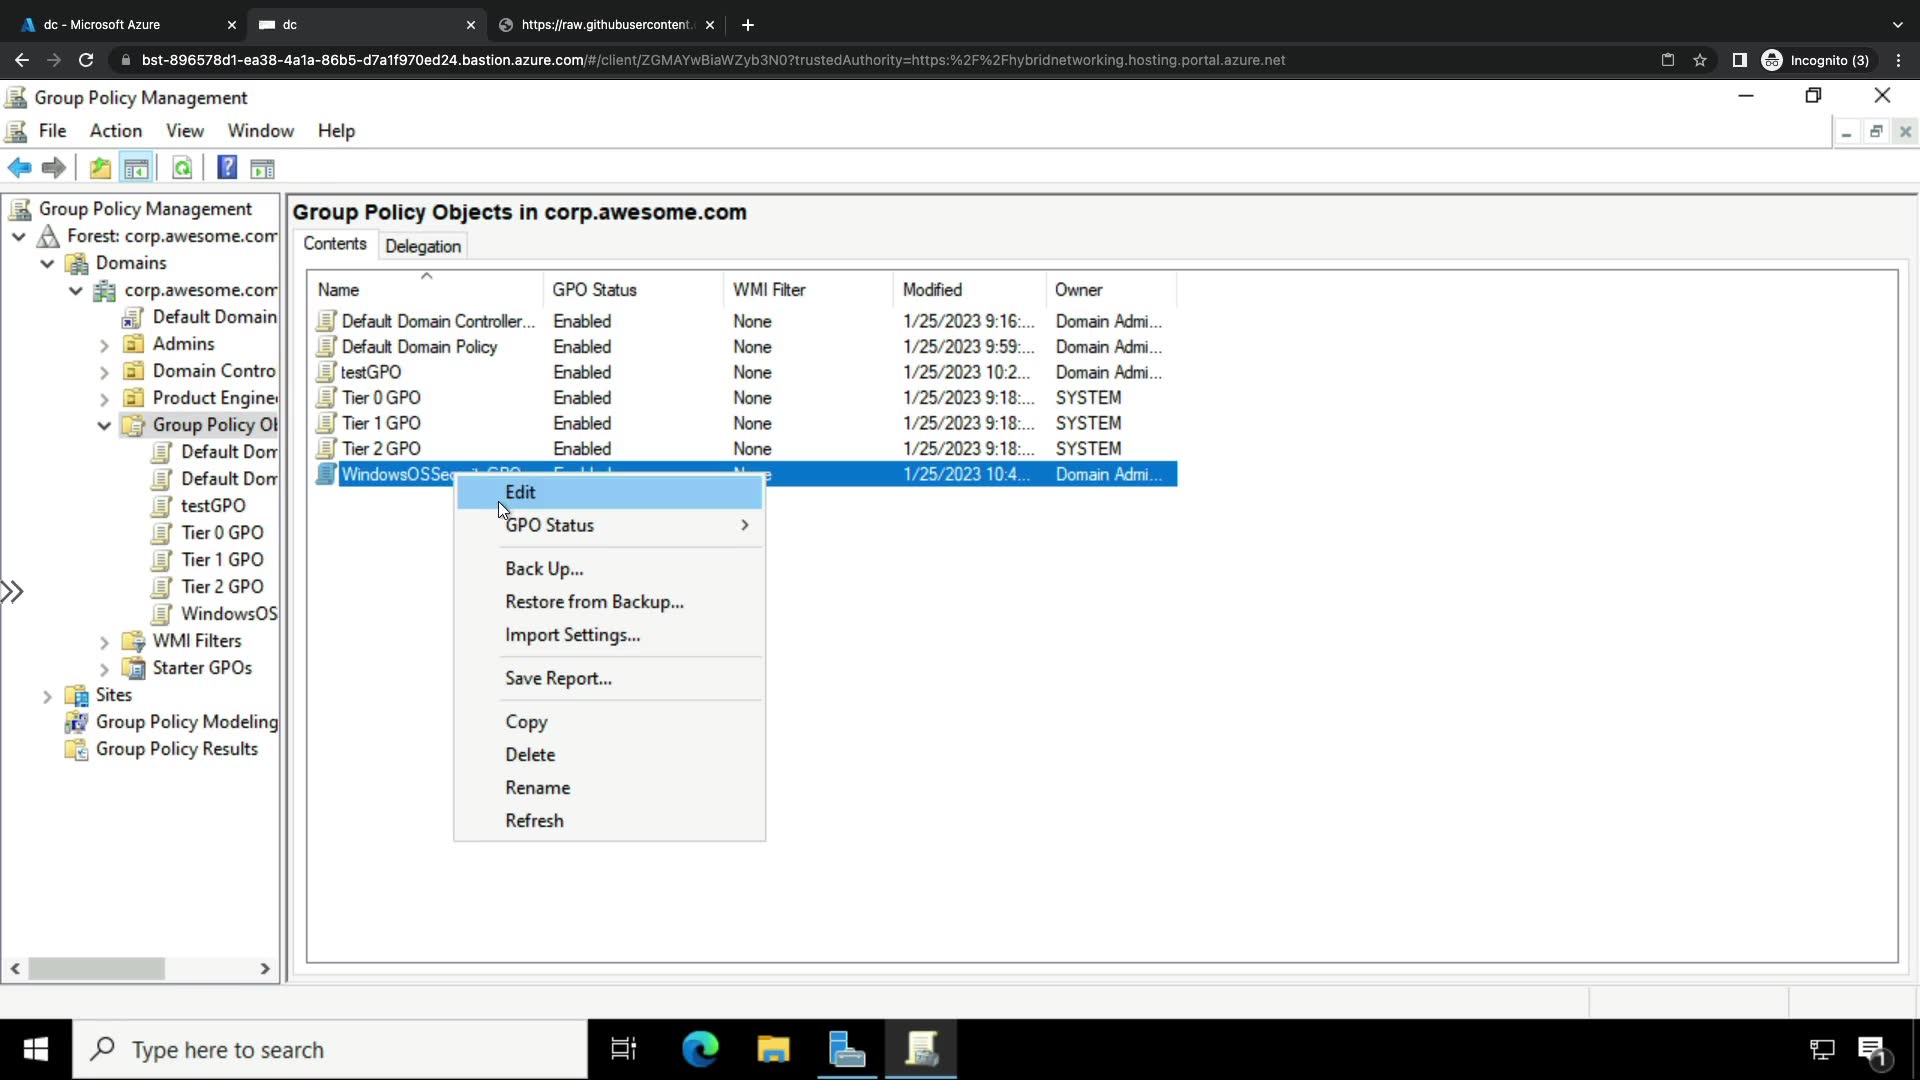 dc - Microsoft Azure
dc
https://raw.githubusercontent.
bst-896578d1-ea38-4a1a-86b5-d7a1f970ed24.bastion.azure.com/#/client/ZGMAYwBiaWZyb3N0?trustedAuthority=https:%2F%2Fhybridnetworking.hosting.portal.azure.net
Incognito (3)
Group Policy Management
File Action View Window Help
Group Policy Management
Forest: corp.awesome.com
Domains
corp.awesome.com
Default Domain
Admins
Domain Contro
Product Enginee
Group Policy Ob
Default Dom
Default Dom
testGPO
Tier 0 GPO
Tier 1 GPO
Tier 2 GPO
WindowsOS
WMI Filters
Starter GPOs
Sites
Group Policy Modeling
Group Policy Results
Group Policy Objects in corp.awesome.com
Contents Delegation
Name GPO Status WMI Filter Modified Owner
Default Domain Controller... Enabled None 1/25/2023 9:16:... Domain Admi...
Default Domain Policy Enabled None 1/25/2023 9:59:... Domain Admi...
testGPO Enabled None 1/25/2023 10:2... Domain Admi...
Tier 0 GPO Enabled None 1/25/2023 9:18:... SYSTEM
Tier 1 GPO Enabled None 1/25/2023 9:18:... SYSTEM
Tier 2 GPO Enabled None 1/25/2023 9:18:... SYSTEM
WindowsOSSecurityGPO Enabled None 1/25/2023 10:4... Domain Admi...
Edit
GPO Status
Back Up...
Restore from Backup...
Import Settings...
Save Report...
Copy
Delete
Rename
Refresh
Type here to search
1